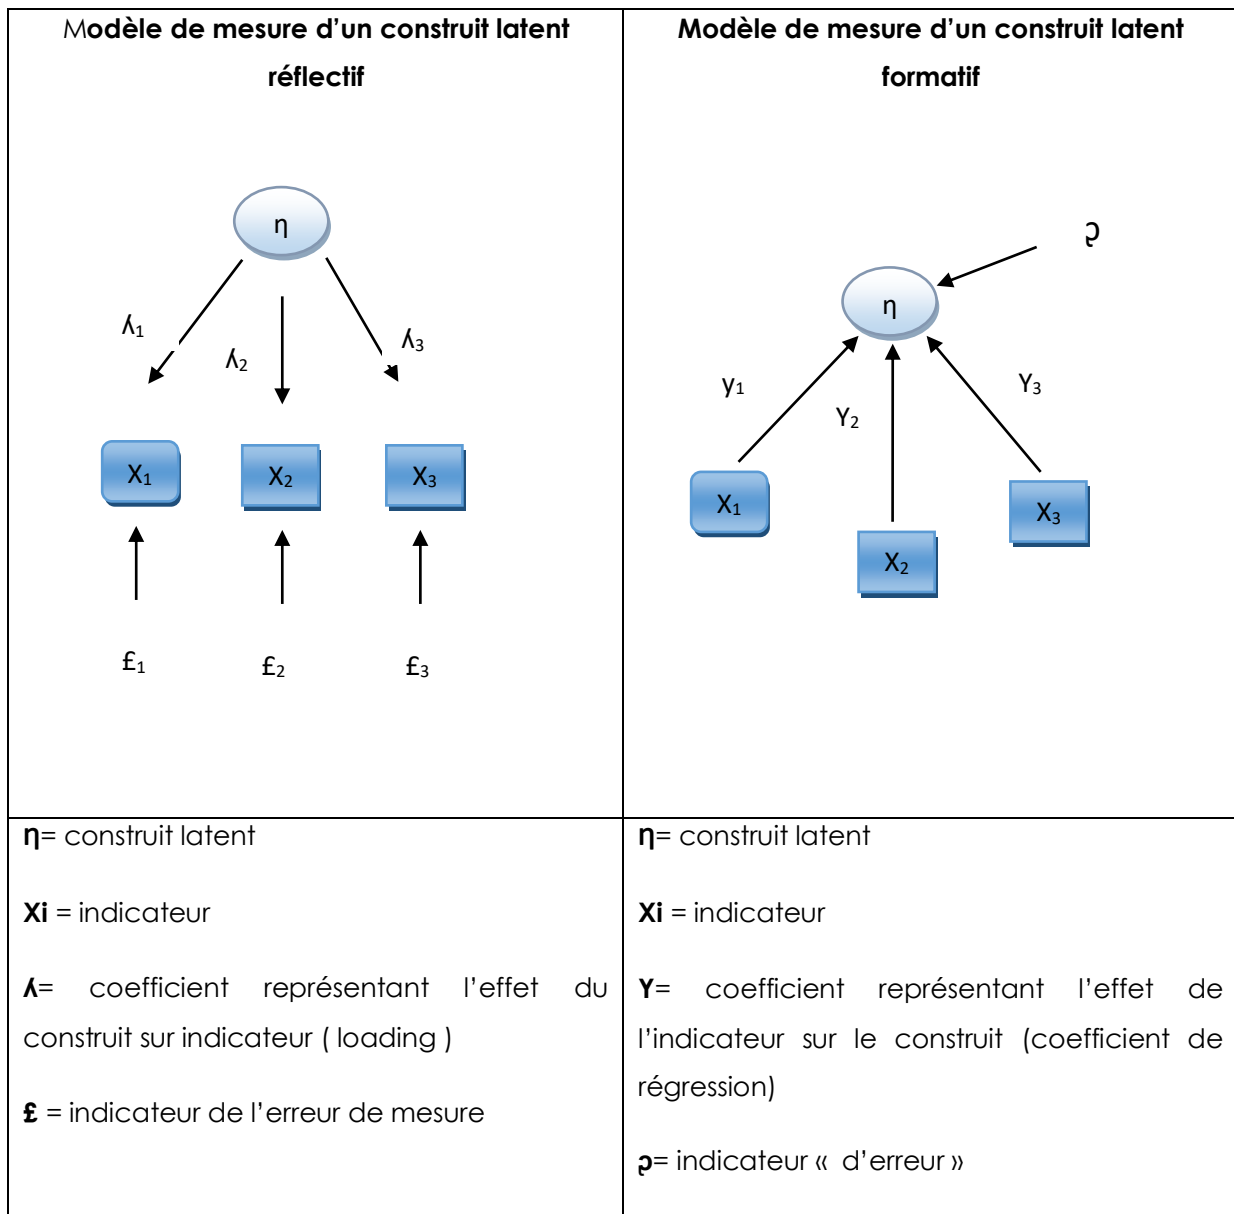 Modèle de mesure d’un construit latent
réflectif
η
ʎ1
ʎ2
ʎ3
X1
X2
X3
£1
£2
£3
Modèle de mesure d’un construit latent
formatif
ϱ
η
y1
Y2
Y3
X1
X2
X3
η= construit latent
Xi = indicateur
ʎ= coefficient représentant l’effet du
construit sur indicateur ( loading )
£ = indicateur de l’erreur de mesure
η= construit latent
Xi = indicateur
Y= coefficient représentant l’effet de
l’indicateur sur le construit (coefficient de
régression)
ϱ= indicateur « d’erreur »